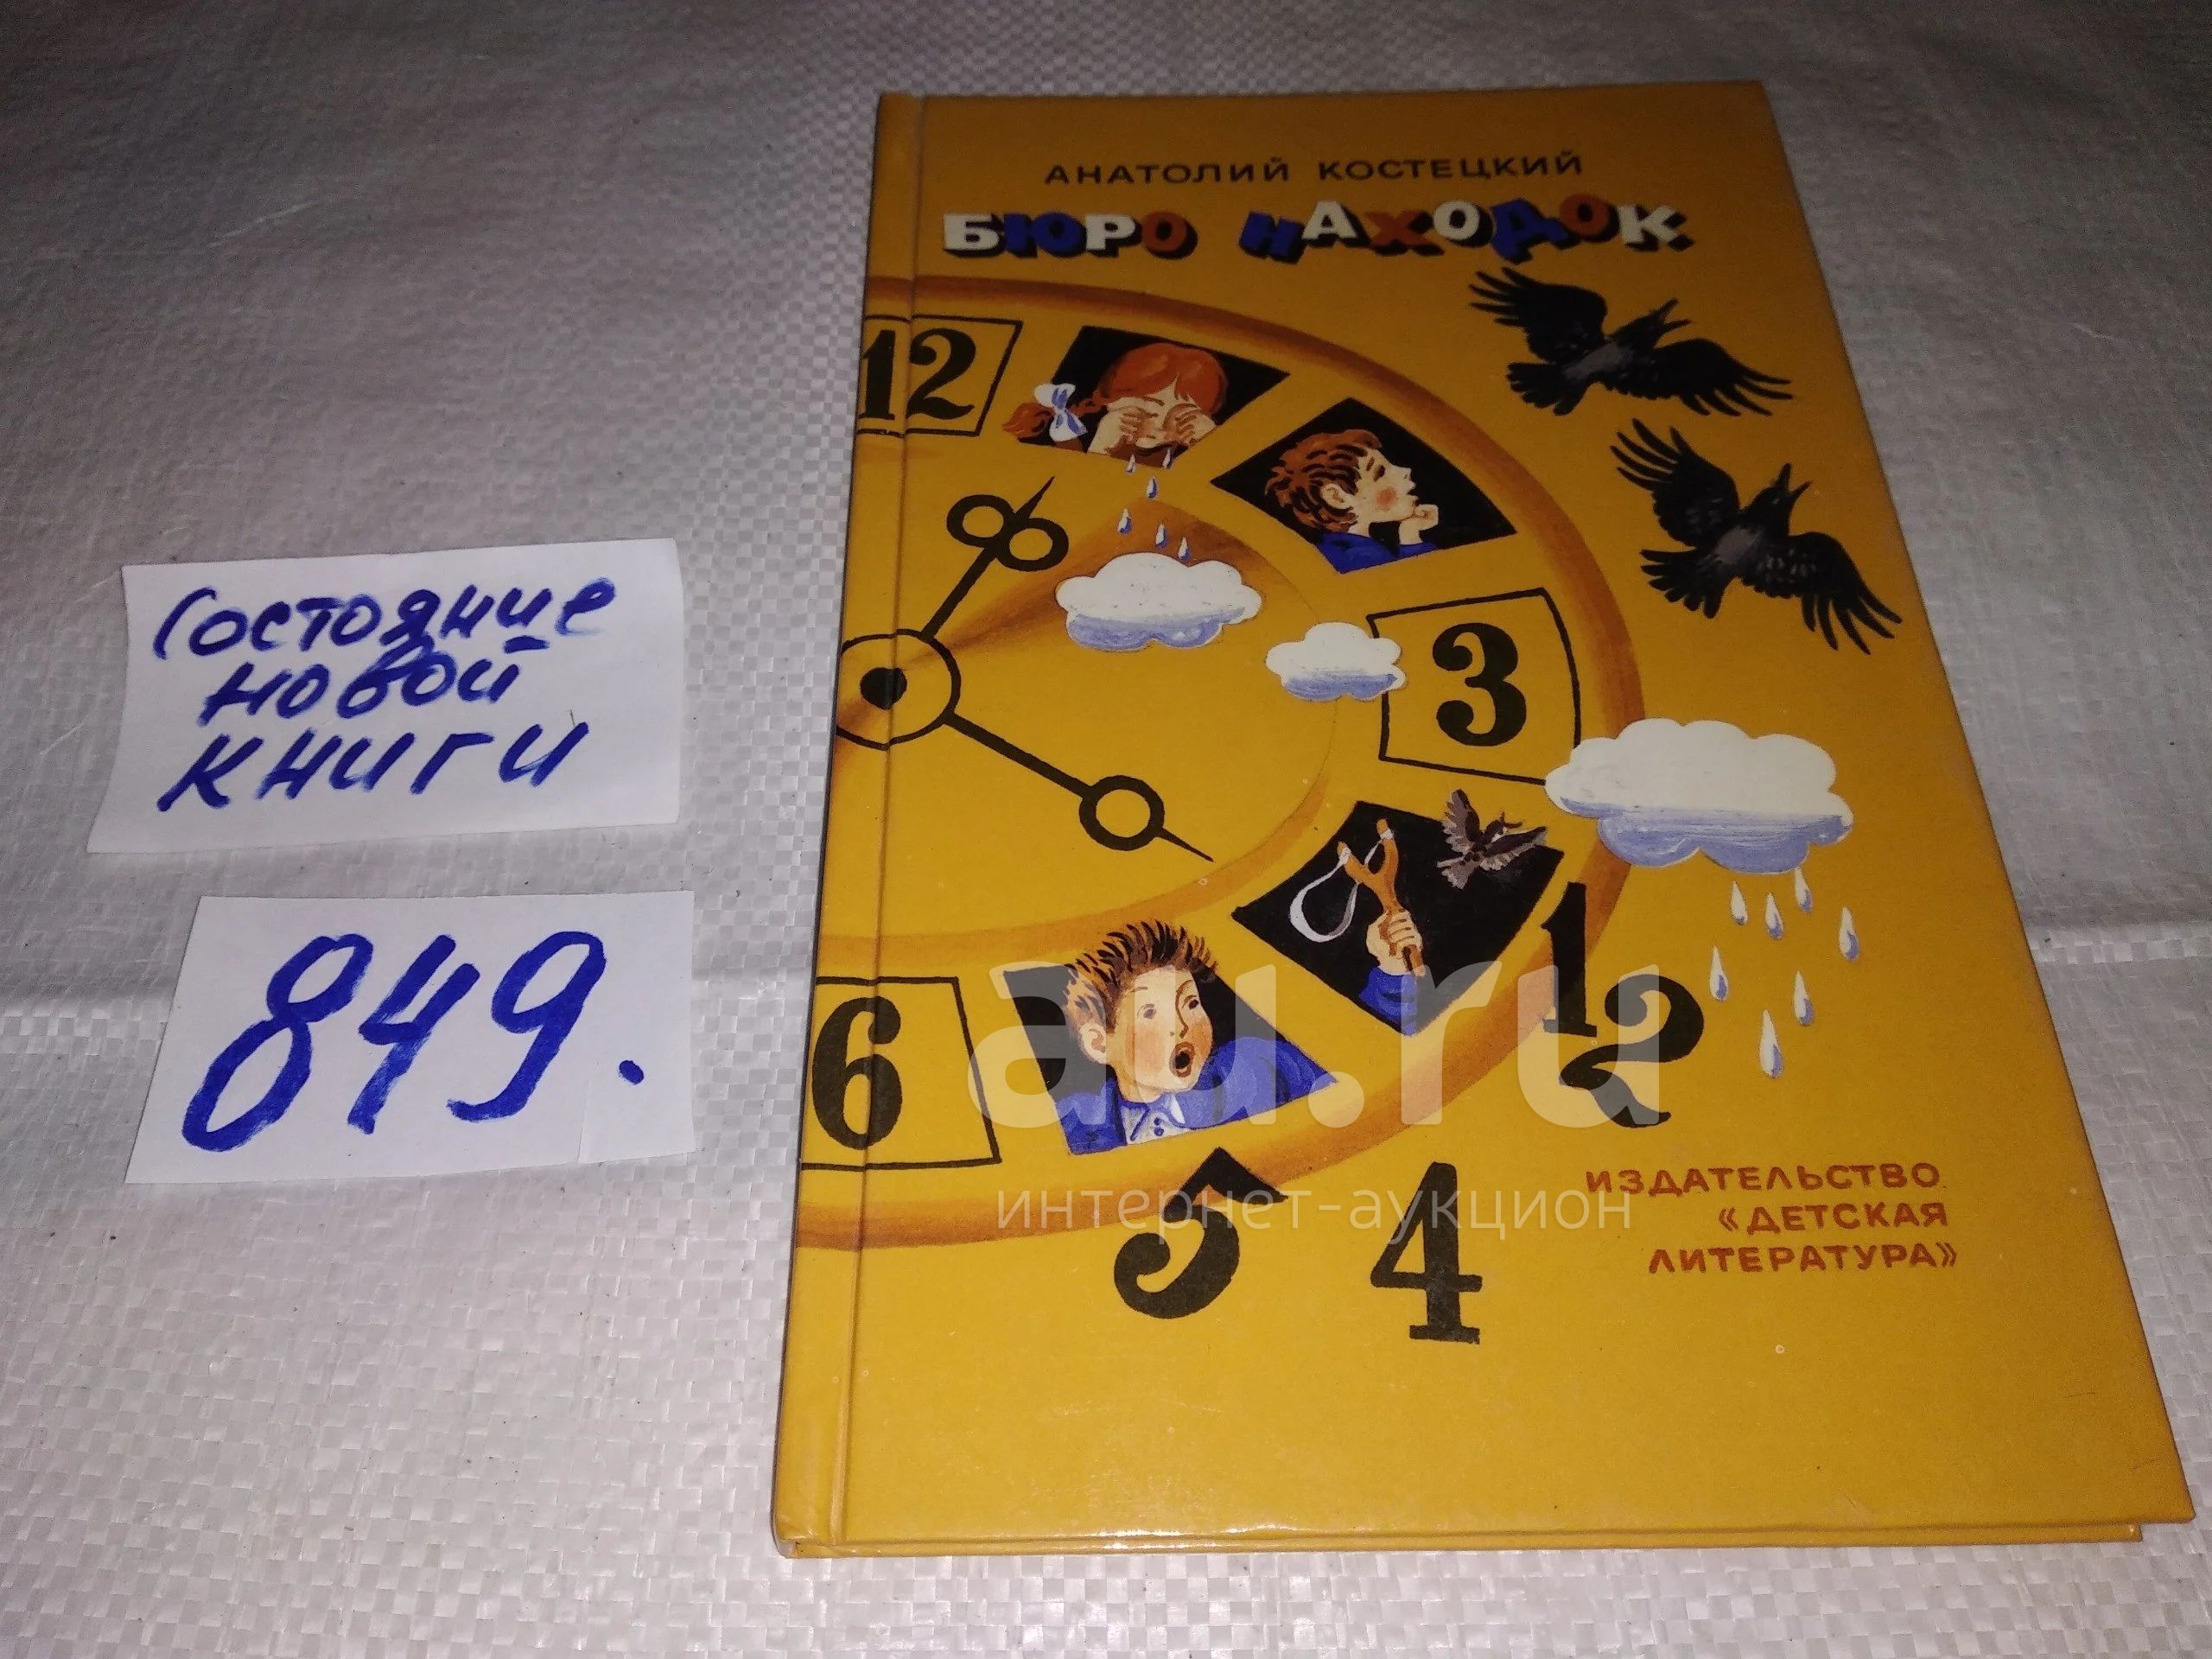 АНАТОЛИЙ КОСТЕЦКИЙ
БЮРО НАХОДОК
12
3
6
12
5
4
ИЗДАТЕЛЬСТВО
«ДЕТСКАЯ
ЛИТЕРАТУРА»
Состояние
новой
книги
849.
au.ru
интернет-аукцион